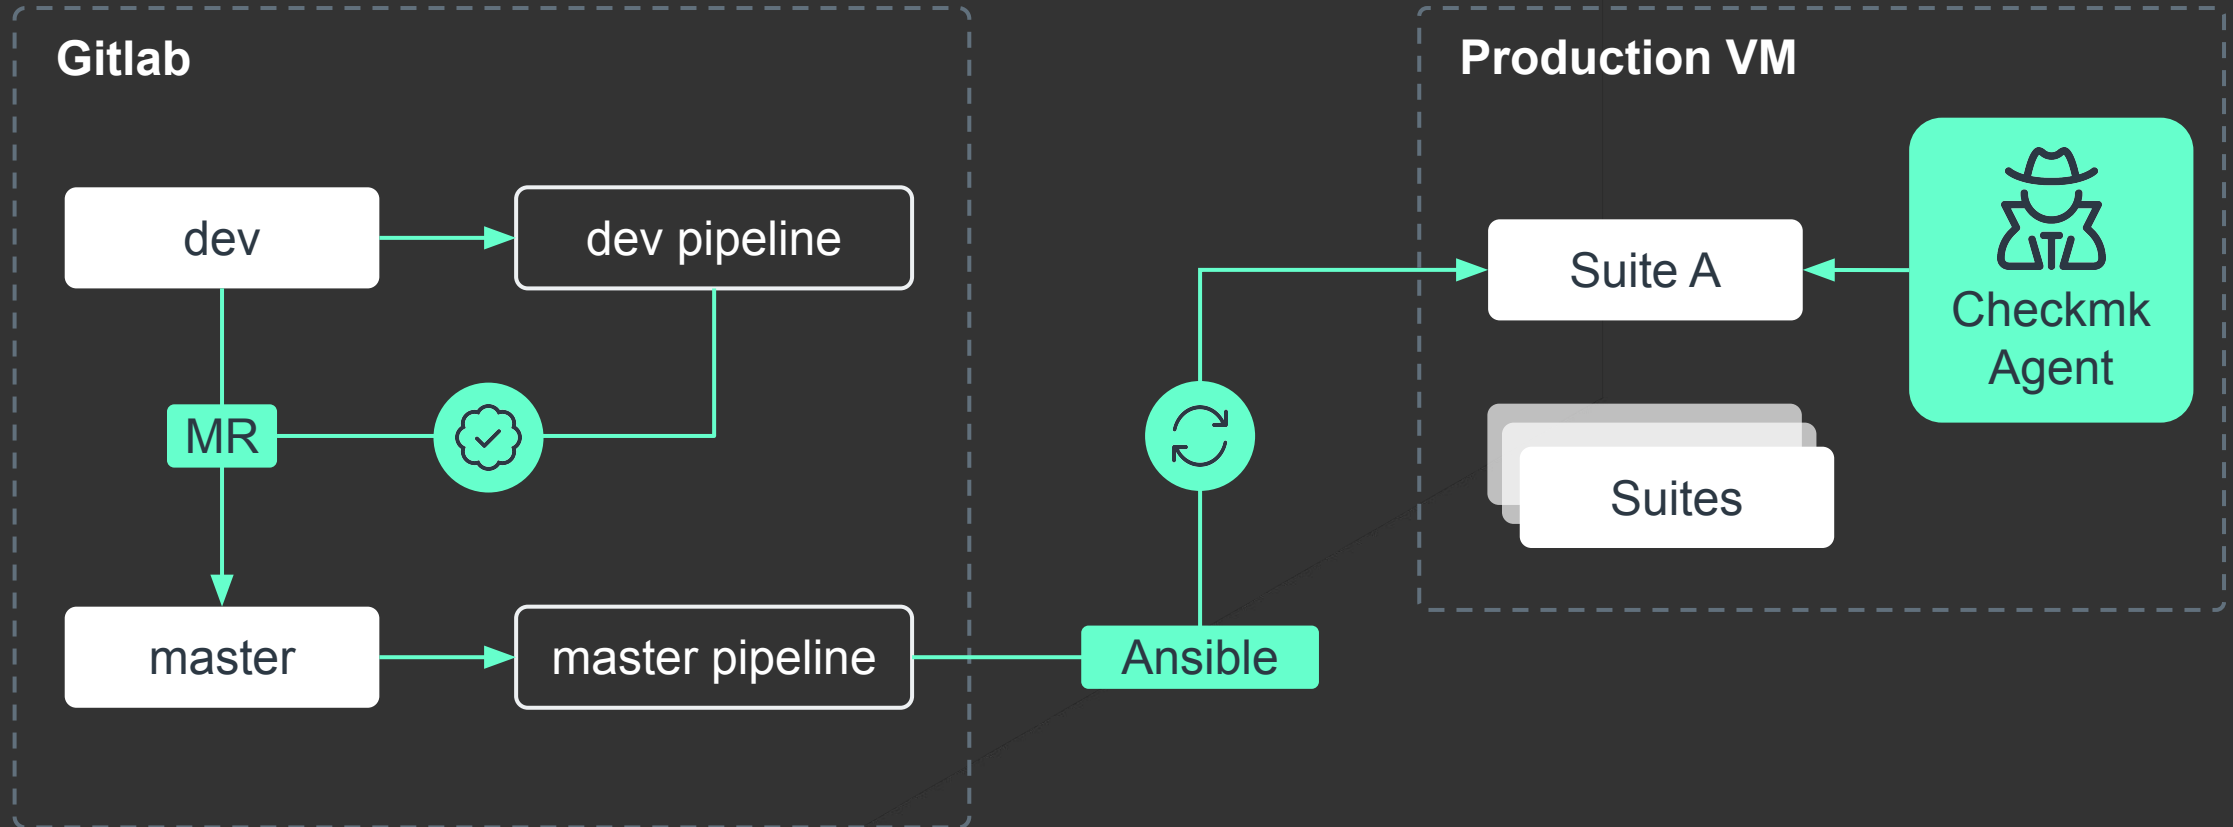 Gitlab
dev
dev pipeline
MR
master
master pipeline
Ansible
Production VM
Suite A
Checkmk
Agent
Suites